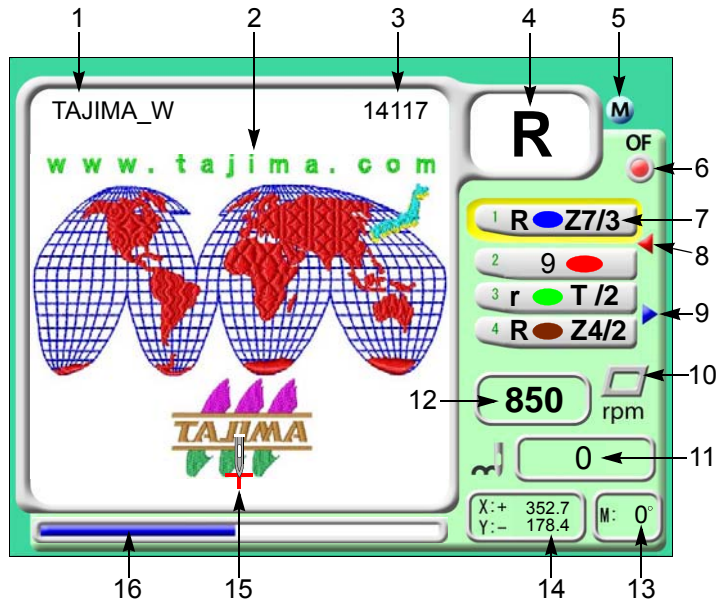 1
2
3
4
5
TAJIMA_W
14117
R
M
OF
6
www.tajima.com
1 R Z7/3
7
8
2 9
3 r T /2
9
4 R Z4/2
10
12
850
rpm
TAJIMA
0
11
X:+ 352.7
Y:- 178.4
M: 0°
16
15
14
13